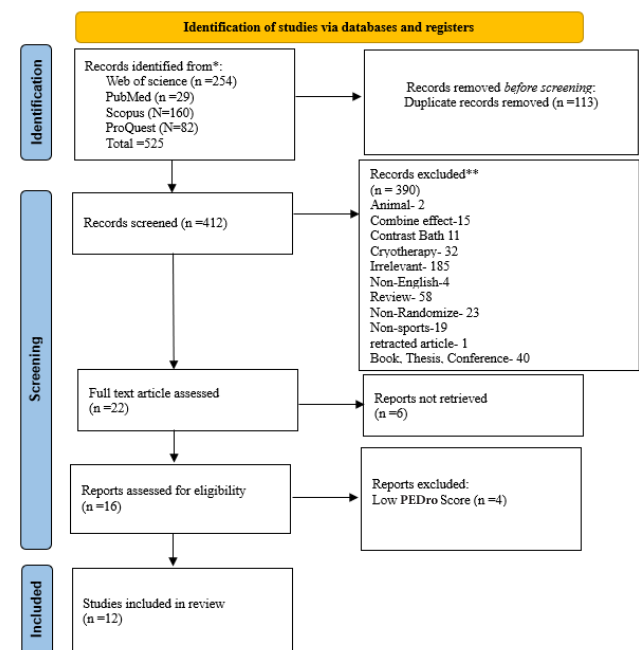 Identification of studies via databases and registers
Identification
Records identified from*:
Web of science (n =254)
PubMed (n =29)
Scopus (N=160)
ProQuest (N=82)
Total =525
Records removed before screening:
Duplicate records removed (n =113)
Screening
Records screened (n =412)
Records excluded**
(n = 390)
Animal- 2
Combine effect-15
Contrast Bath 11
Cryotherapy- 32
Irrelevant- 185
Non-English-4
Review- 58
Non-Randomize- 23
Non-sports-19
retracted article- 1
Book, Thesis, Conference- 40
Full text article assessed
(n =22)
Reports not retrieved
(n =6)
Reports assessed for eligibility
(n =16)
Reports excluded:
Low PEDro Score (n =4)
Included
Studies included in review
(n =12)